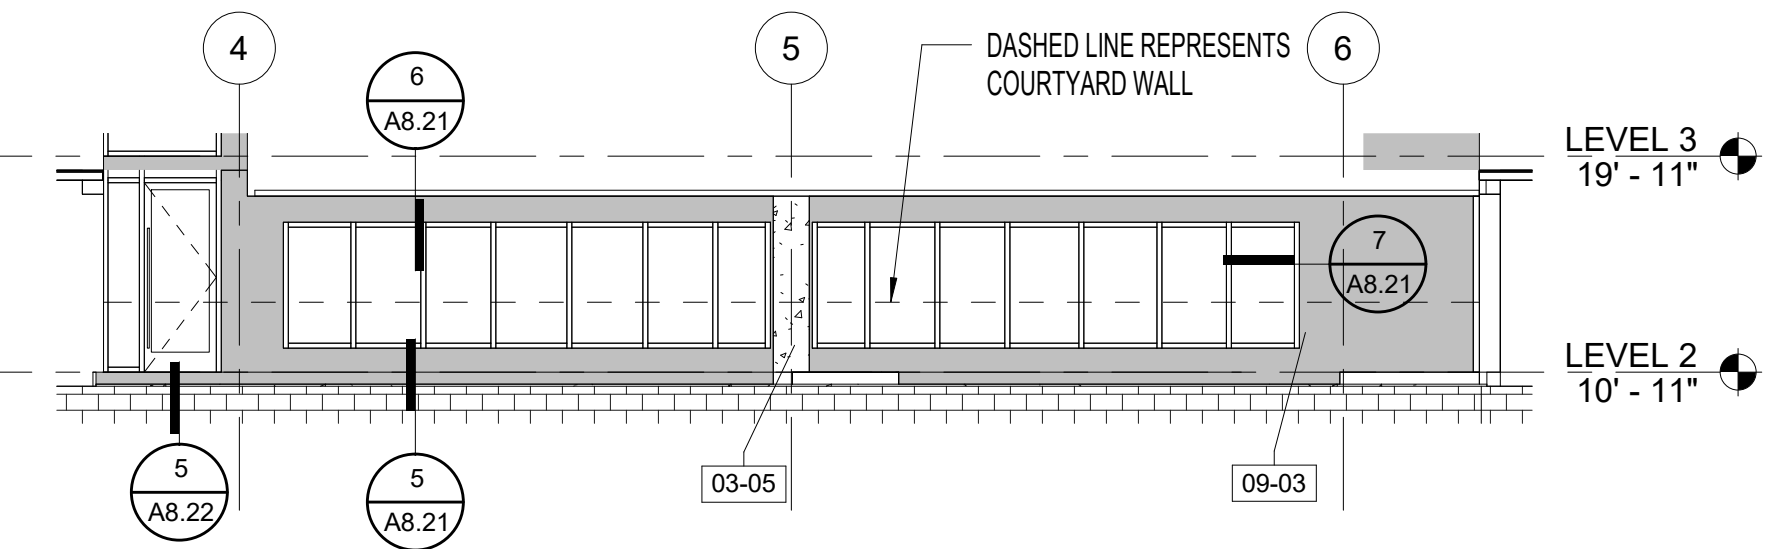 4
5
6
DASHED LINE REPRESENTS
COURTYARD WALL
6
A8.21
LEVEL 3
19' - 11"
7
A8.21
LEVEL 2
10' - 11"
5
A8.22
5
A8.21
03-05
09-03